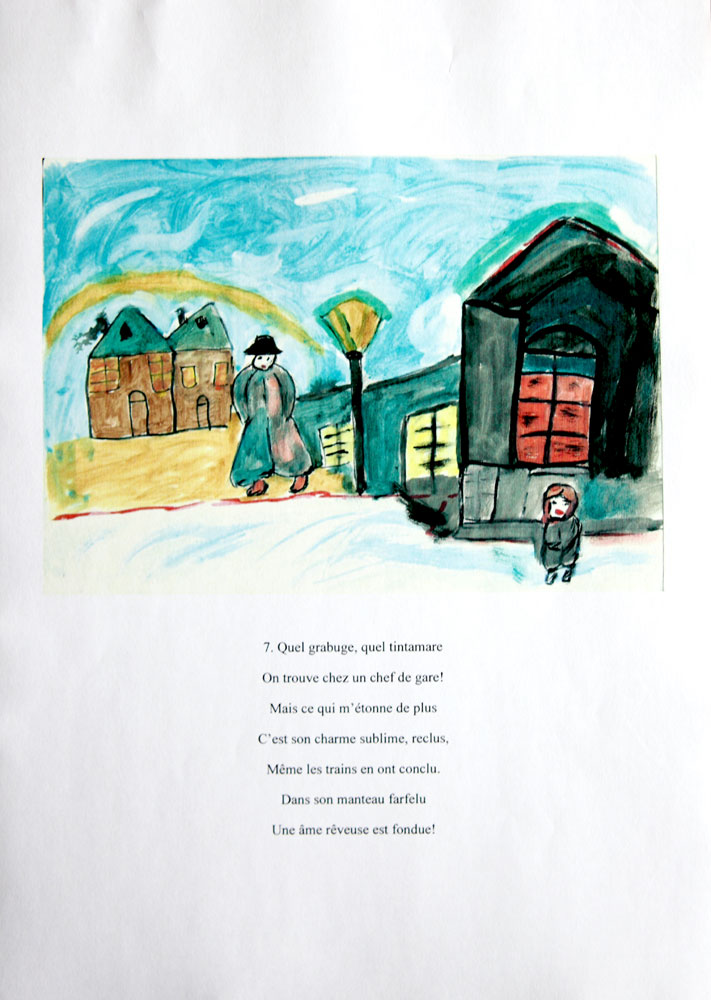 7. Quel grabuge, quel tintamare
On trouve chez un chef de gare!
Mais ce qui m'étonne de plus
C'est son charme sublime, reclus,
Même les trains en ont conclu.
Dans son manteau farfelu
Une âme rêveuse est fondue!